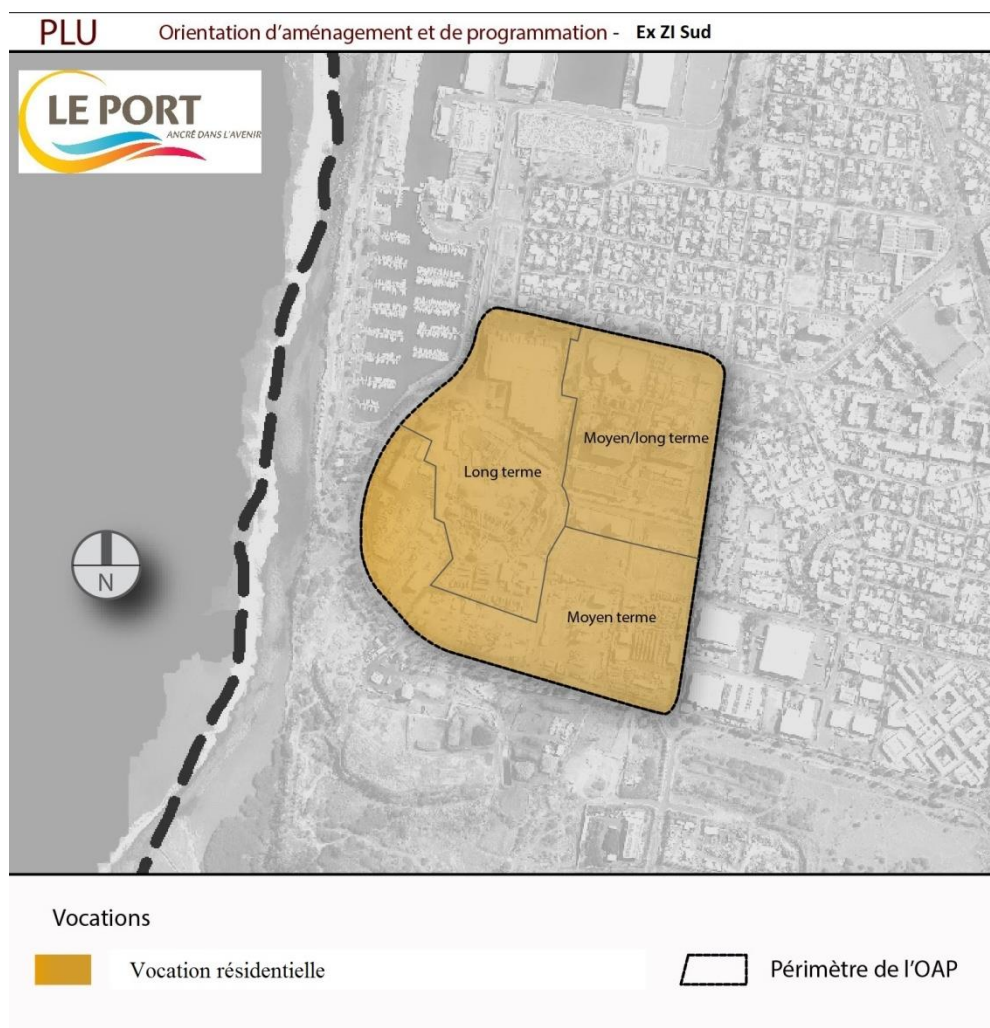 PLU Orientation d’aménagement et de programmation - Ex ZI Sud
LE PORT
ANCRÉ DANS L'AVENIR
Moyen/long terme
Long terme
N
Moyen terme
Vocations
Vocation résidentielle
Périmètre de l’OAP